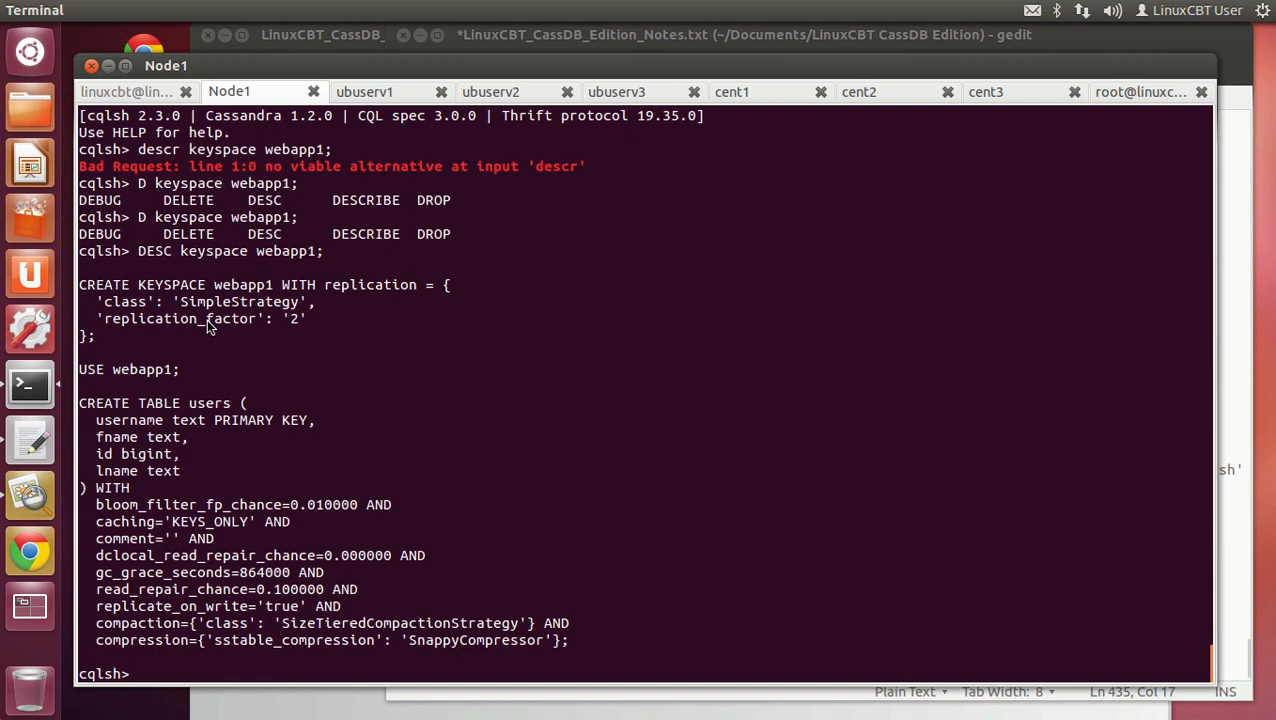 Terminal
LinuxCBT User
LinuxCBT_CassDB_
*LinuxCBT_CassDB_Edition_Notes.txt (~/Documents/LinuxCBT CassDB Edition) - gedit
Node1
linuxcbt@lin...
Node1
ubuserv1
ubuserv2
ubuserv3
cent1
cent2
cent3
root@linuxc...
[cqlsh 2.3.0 | Cassandra 1.2.0 | CQL spec 3.0.0 | Thrift protocol 19.35.0]
Use HELP for help.
cqlsh> descr keyspace webapp1;
Bad Request: line 1:0 no viable alternative at input 'descr'
cqlsh> D keyspace webapp1;
DEBUG DELETE DESC DESCRIBE DROP
cqlsh> D keyspace webapp1;
DEBUG DELETE DESC DESCRIBE DROP
cqlsh> DESC keyspace webapp1;
CREATE KEYSPACE webapp1 WITH replication = {
'class': 'SimpleStrategy',
'replication_factor': '2'
};
USE webapp1;
CREATE TABLE users (
username text PRIMARY KEY,
fname text,
id bigint,
lname text
) WITH
bloom_filter_fp_chance=0.010000 AND
caching='KEYS_ONLY' AND
comment='' AND
dclocal_read_repair_chance=0.000000 AND
gc_grace_seconds=864000 AND
read_repair_chance=0.100000 AND
replicate_on_write='true' AND
compaction={'class': 'SizeTieredCompactionStrategy'} AND
compression={'sstable_compression': 'SnappyCompressor'};
cqlsh>
sh'
Plain Text
Tab Width: 8
Ln 435, Col 17
INS